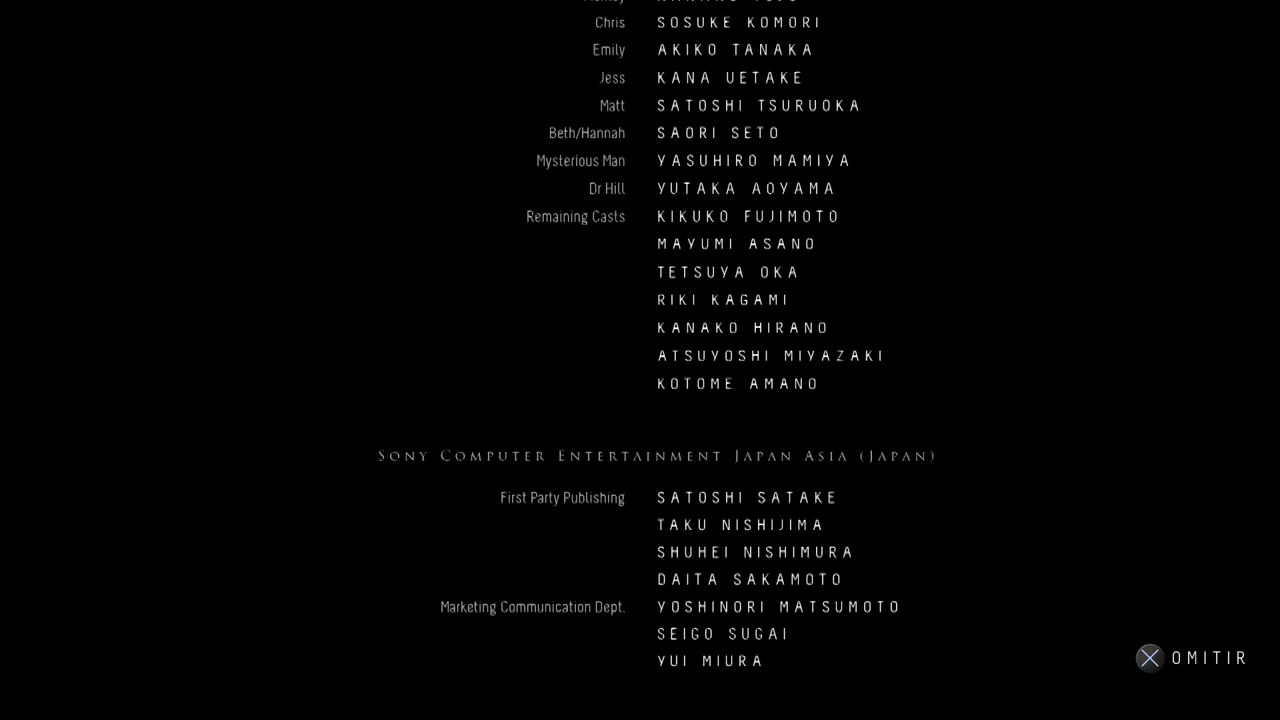 Chris SOSUKE KOMORI
Emily AKIKO TANAKA
Jess KANA UETAKE
Matt SATOSHI TSURUOKA
Beth/Hannah SAORI SETO
Mysterious Man YASUHIRO MAMIYA
Dr Hill YUTAKA AOYAMA
Remaining Casts KIKUKO FUJIMOTO
MAYUMI ASANO
TETSUYA OKA
RIKI KAGAMI
KANAKO HIRANO
ATSUYOSHI MIYAZAKI
KOTOME AMANO
SONY COMPUTER ENTERTAINMENT JAPAN ASIA (JAPAN)
First Party Publishing SATOSHI SATAKE
TAKU NISHIJIMA
SHUHEI NISHIMURA
DAITA SAKAMOTO
Marketing Communication Dept. YOSHINORI MATSUMOTO
SEIGO SUGAI
YUI MIURA
OMITIR